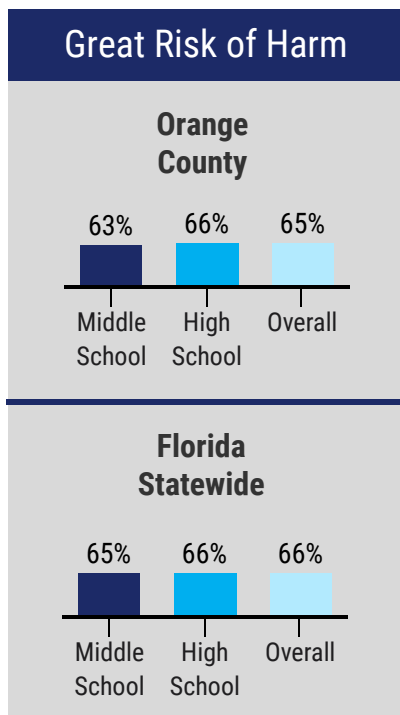 Great Risk of Harm
Orange
County
63% 66% 65%
Middle High Overall
School School
Florida
Statewide
65% 66% 66%
Middle High Overall
School School